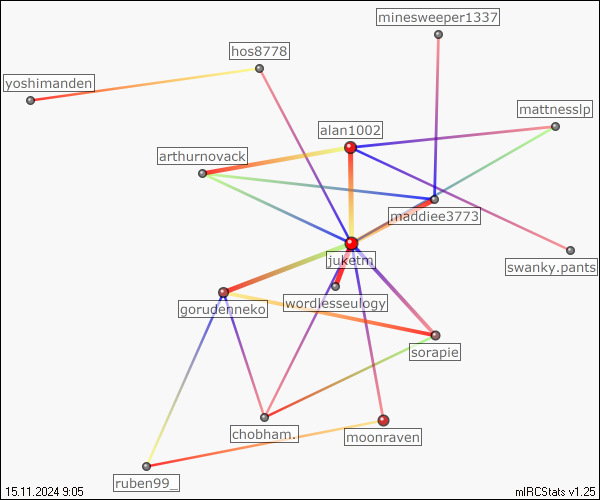 minesweeper1337
hos8778
yoshimanden
mattnesslp
alan1002
arthurnovack
maddiee3773
juketm
swanky.pants
wordlesseulogy
gorudenneko
sorapie
chobham.
moonraven
ruben99_
15.11.2024 9:05
mIRCStats v1.25